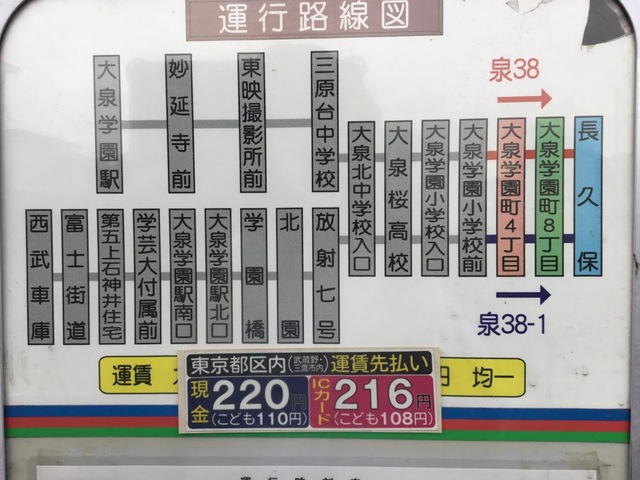 運行路線図
泉38
大泉学園駅
妙延寺前
東映撮影所前
三原台中学校
大泉北中学校入口
大泉桜高校
大泉学園小学校入口
大泉学園小学校前
大泉学園町4丁目
大泉学園町8丁目
長久保
西武車庫
富士街道
第五上石神井住宅
学芸大付属前
大泉学園駅南口
大泉学園駅北口
学園橋
北園
放射七号
泉38-1
運賃
均一
東京都区内(武蔵野・三鷹市内)運賃先払い
現金220円(こども110円)
ICカード216円(こども108円)